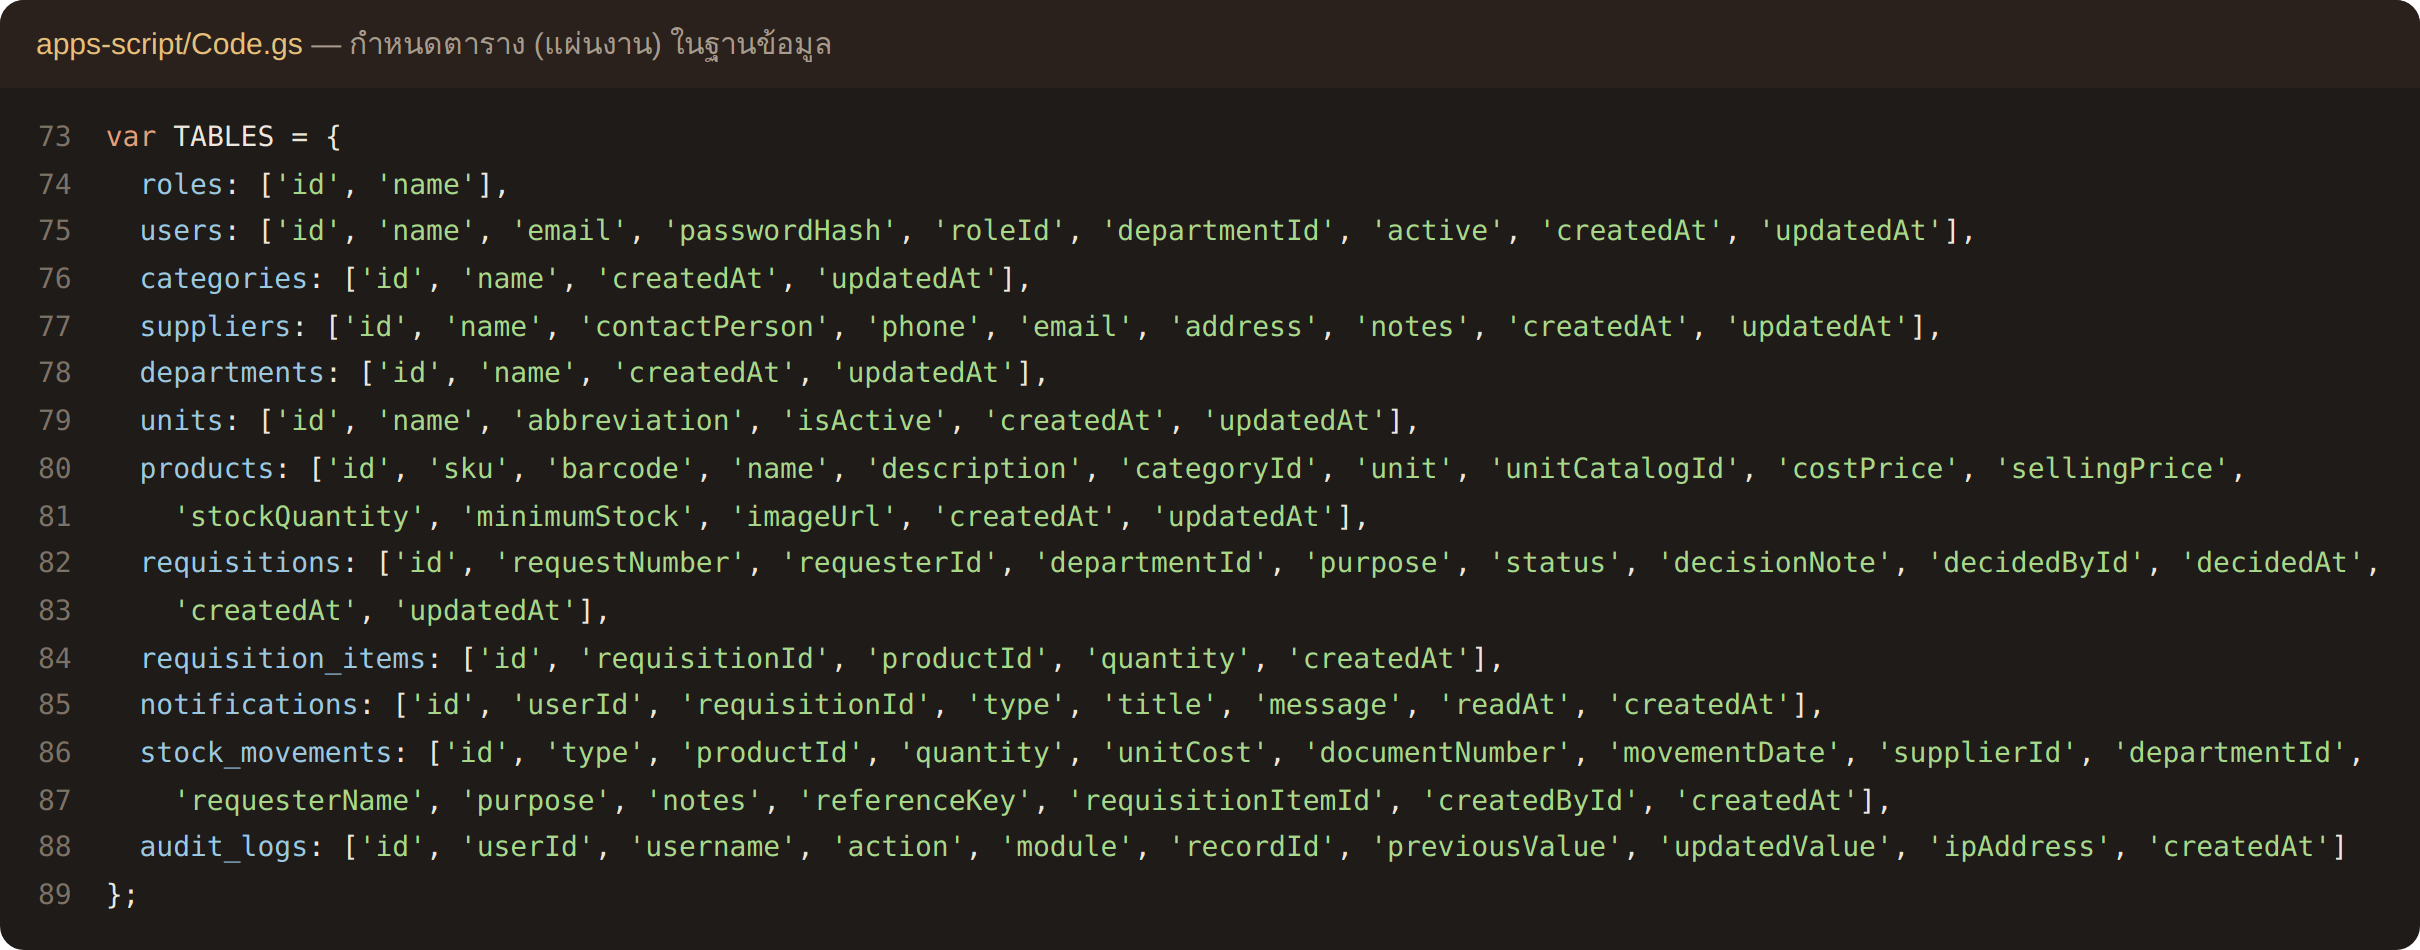 apps-script/Code.gs — กำหนดตาราง (แผ่นงาน) ในฐานข้อมูล
73 var TABLES = {
74   roles: ['id', 'name'],
75   users: ['id', 'name', 'email', 'passwordHash', 'roleId', 'departmentId', 'active', 'createdAt', 'updatedAt'],
76   categories: ['id', 'name', 'createdAt', 'updatedAt'],
77   suppliers: ['id', 'name', 'contactPerson', 'phone', 'email', 'address', 'notes', 'createdAt', 'updatedAt'],
78   departments: ['id', 'name', 'createdAt', 'updatedAt'],
79   units: ['id', 'name', 'abbreviation', 'isActive', 'createdAt', 'updatedAt'],
80   products: ['id', 'sku', 'barcode', 'name', 'description', 'categoryId', 'unit', 'unitCatalogId', 'costPrice', 'sellingPrice',
81     'stockQuantity', 'minimumStock', 'imageUrl', 'createdAt', 'updatedAt'],
82   requisitions: ['id', 'requestNumber', 'requesterId', 'departmentId', 'purpose', 'status', 'decisionNote', 'decidedById', 'decidedAt',
83     'createdAt', 'updatedAt'],
84   requisition_items: ['id', 'requisitionId', 'productId', 'quantity', 'createdAt'],
85   notifications: ['id', 'userId', 'requisitionId', 'type', 'title', 'message', 'readAt', 'createdAt'],
86   stock_movements: ['id', 'type', 'productId', 'quantity', 'unitCost', 'documentNumber', 'movementDate', 'supplierId', 'departmentId',
87     'requesterName', 'purpose', 'notes', 'referenceKey', 'requisitionItemId', 'createdById', 'createdAt'],
88   audit_logs: ['id', 'userId', 'username', 'action', 'module', 'recordId', 'previousValue', 'updatedValue', 'ipAddress', 'createdAt']
89 };